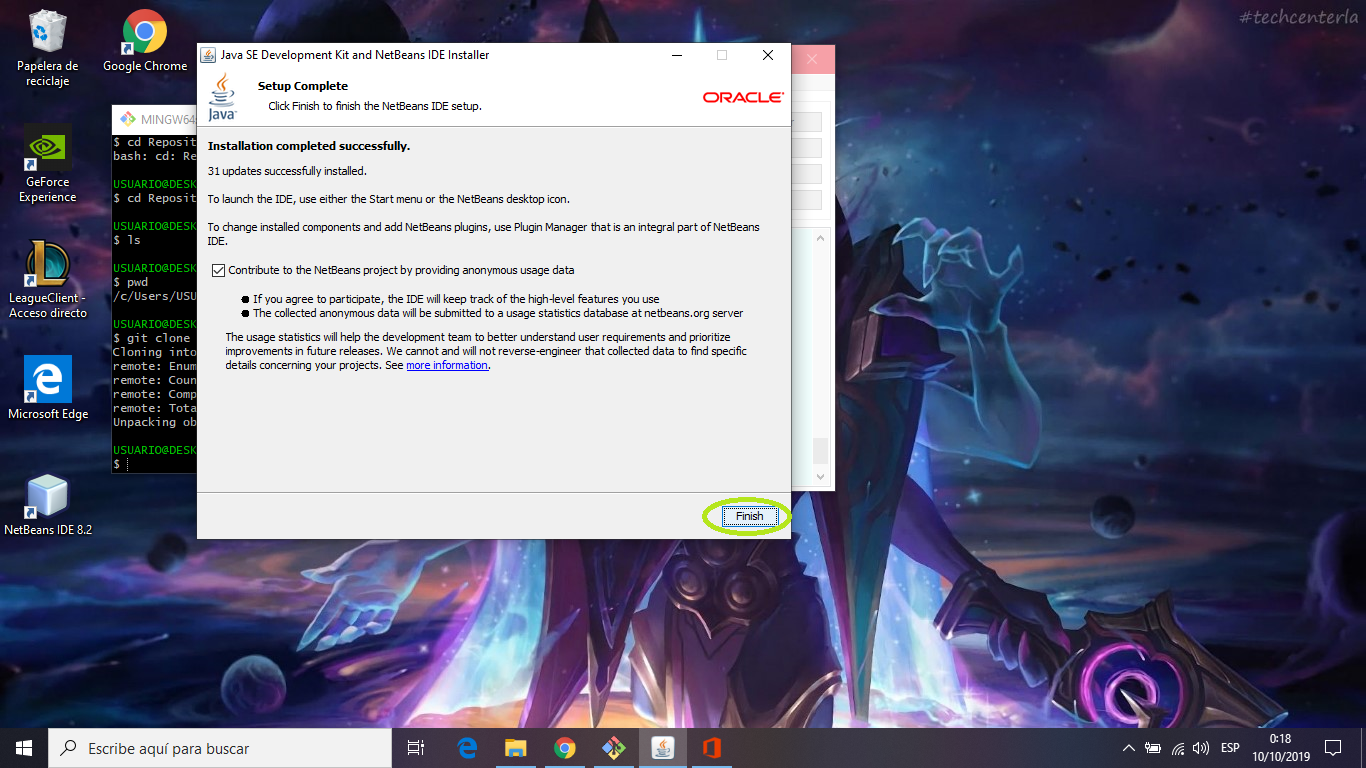 #techcenterla
Papelera de
reciclaje
Google Chrome
GeForce
Experience
LeagueClient -
Acceso directo
Microsoft Edge
NetBeans IDE 8.2
MINGW64
$ cd Reposit
bash: cd: Re
USUARIO@DESK
$ cd Reposit
USUARIO@DESK
$ ls
USUARIO@DESK
$ pwd
/c/Users/USU
USUARIO@DESK
$ git clone
Cloning into
remote: Enum
remote: Coun
remote: Comp
remote: Tota
Unpacking ob
USUARIO@DESK
$
Java SE Development Kit and NetBeans IDE Installer
Java
Setup Complete
Click Finish to finish the NetBeans IDE setup.
ORACLE
Installation completed successfully.
31 updates successfully installed.
To launch the IDE, use either the Start menu or the NetBeans desktop icon.
To change installed components and add NetBeans plugins, use Plugin Manager that is an integral part of NetBeans
IDE.
Contribute to the NetBeans project by providing anonymous usage data
If you agree to participate, the IDE will keep track of the high-level features you use
The collected anonymous data will be submitted to a usage statistics database at netbeans.org server
The usage statistics will help the development team to better understand user requirements and prioritize
improvements in future releases. We cannot and will not reverse-engineer that collected data to find specific
details concerning your projects. See more information.
Finish
Escribe aquí para buscar
ESP
0:18
10/10/2019